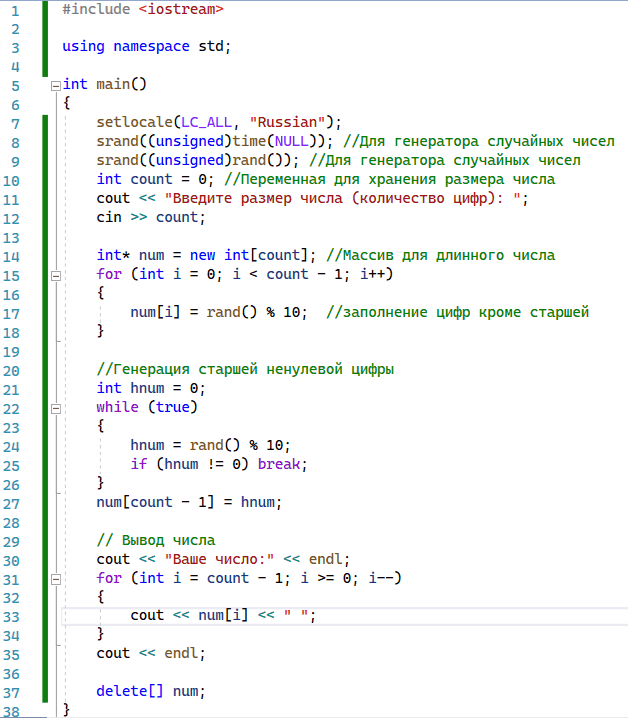 1 #include <iostream>
2
3 using namespace std;
4
5 int main()
6 {
7 setlocale(LC_ALL, "Russian");
8 srand((unsigned)time(NULL)); //Для генератора случайных чисел
9 srand((unsigned)rand()); //Для генератора случайных чисел
10 int count = 0; //Переменная для хранения размера числа
11 cout << "Введите размер числа (количество цифр): ";
12 cin >> count;
13
14 int* num = new int[count]; //Массив для длинного числа
15 for (int i = 0; i < count - 1; i++)
16 {
17 num[i] = rand() % 10; //заполнение цифр кроме старшей
18 }
19
20 //Генерация старшей ненулевой цифры
21 int hnum = 0;
22 while (true)
23 {
24 hnum = rand() % 10;
25 if (hnum != 0) break;
26 }
27 num[count - 1] = hnum;
28
29 // Вывод числа
30 cout << "Ваше число:" << endl;
31 for (int i = count - 1; i >= 0; i--)
32 {
33 cout << num[i] << " ";
34 }
35 cout << endl;
36
37 delete[] num;
38 }